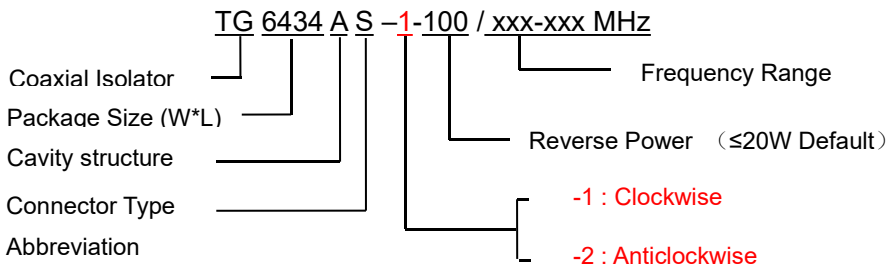 TG 6434 A S –1-100 / xxx-xxx MHz
Coaxial Isolator
Frequency Range
Package Size (W*L)
Reverse Power （≤20W Default）
Cavity structure
-1 : Clockwise
Connector Type
Abbreviation
-2 : Anticlockwise